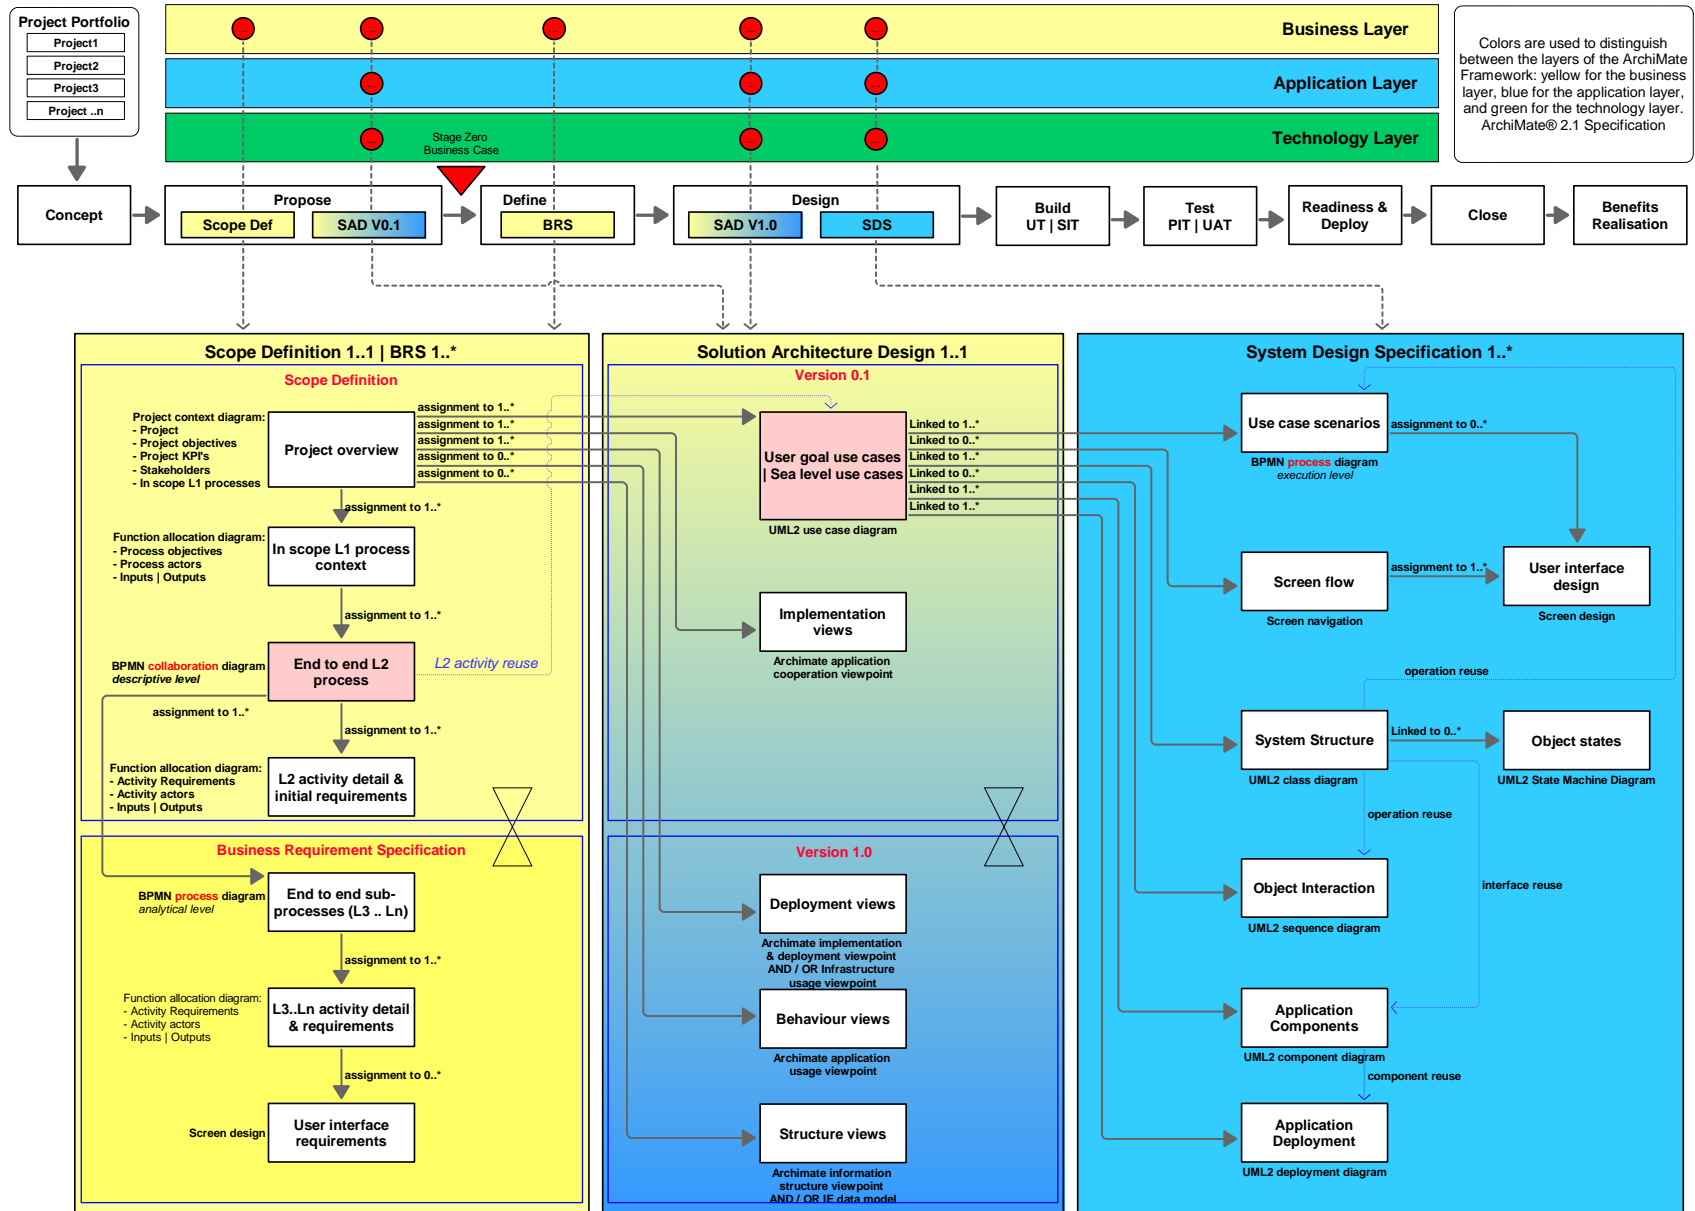 Project Portfolio
Project1
Project2
Project3
Project ..n
Business Layer
Application Layer
Technology Layer
...
...
...
...
...
...
...
...
...
...
...
Colors are used to distinguish
between the layers of the ArchiMate
Framework: yellow for the business
layer, blue for the application layer,
and green for the technology layer.
ArchiMate® 2.1 Specification
Stage Zero
Business Case
Concept
Propose
Scope Def
SAD V0.1
Define
BRS
Design
SAD V1.0
SDS
Build
UT | SIT
Test
PIT | UAT
Readiness &
Deploy
Close
Benefits
Realisation
Scope Definition 1..1 | BRS 1..*
Scope Definition
Project context diagram:
- Project
- Project objectives
- Project KPI's
- Stakeholders
- In scope L1 processes
Project overview
assignment to 1..*
assignment to 1..*
assignment to 1..*
assignment to 0..*
assignment to 0..*
assignment to 1..*
Function allocation diagram:
- Process objectives
- Process actors
- Inputs | Outputs
In scope L1 process
context
assignment to 1..*
BPMN collaboration diagram
descriptive level
End to end L2
process
L2 activity reuse
assignment to 1..*
assignment to 1..*
Function allocation diagram:
- Activity Requirements
- Activity actors
- Inputs | Outputs
L2 activity detail &
initial requirements
Business Requirement Specification
BPMN process diagram
analytical level
End to end sub-
processes (L3 .. Ln)
assignment to 1..*
Function allocation diagram:
- Activity Requirements
- Activity actors
- Inputs | Outputs
L3..Ln activity detail
& requirements
assignment to 0..*
Screen design
User interface
requirements
Solution Architecture Design 1..1
Version 0.1
User goal use cases
| Sea level use cases
UML2 use case diagram
Linked to 1..*
Linked to 0..*
Linked to 1..*
Linked to 0..*
Linked to 1..*
Linked to 1..*
Implementation
views
Archimate application
cooperation viewpoint
Version 1.0
Deployment views
Archimate implementation
& deployment viewpoint
AND / OR Infrastructure
usage viewpoint
Behaviour views
Archimate application
usage viewpoint
Structure views
Archimate information
structure viewpoint
AND / OR IE data model
System Design Specification 1..*
Use case scenarios
assignment to 0..*
BPMN process diagram
execution level
Screen flow
assignment to 1..*
Screen navigation
User interface
design
Screen design
operation reuse
System Structure
Linked to 0..*
UML2 class diagram
Object states
UML2 State Machine Diagram
operation reuse
Object Interaction
UML2 sequence diagram
interface reuse
Application
Components
UML2 component diagram
component reuse
Application
Deployment
UML2 deployment diagram